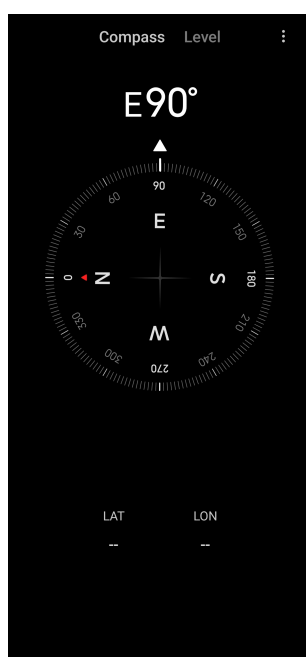 Compass Level
E90°
90
60 120
E
30 150
0 N S 180
330 210
W
300 240
270
LAT LON
-- --